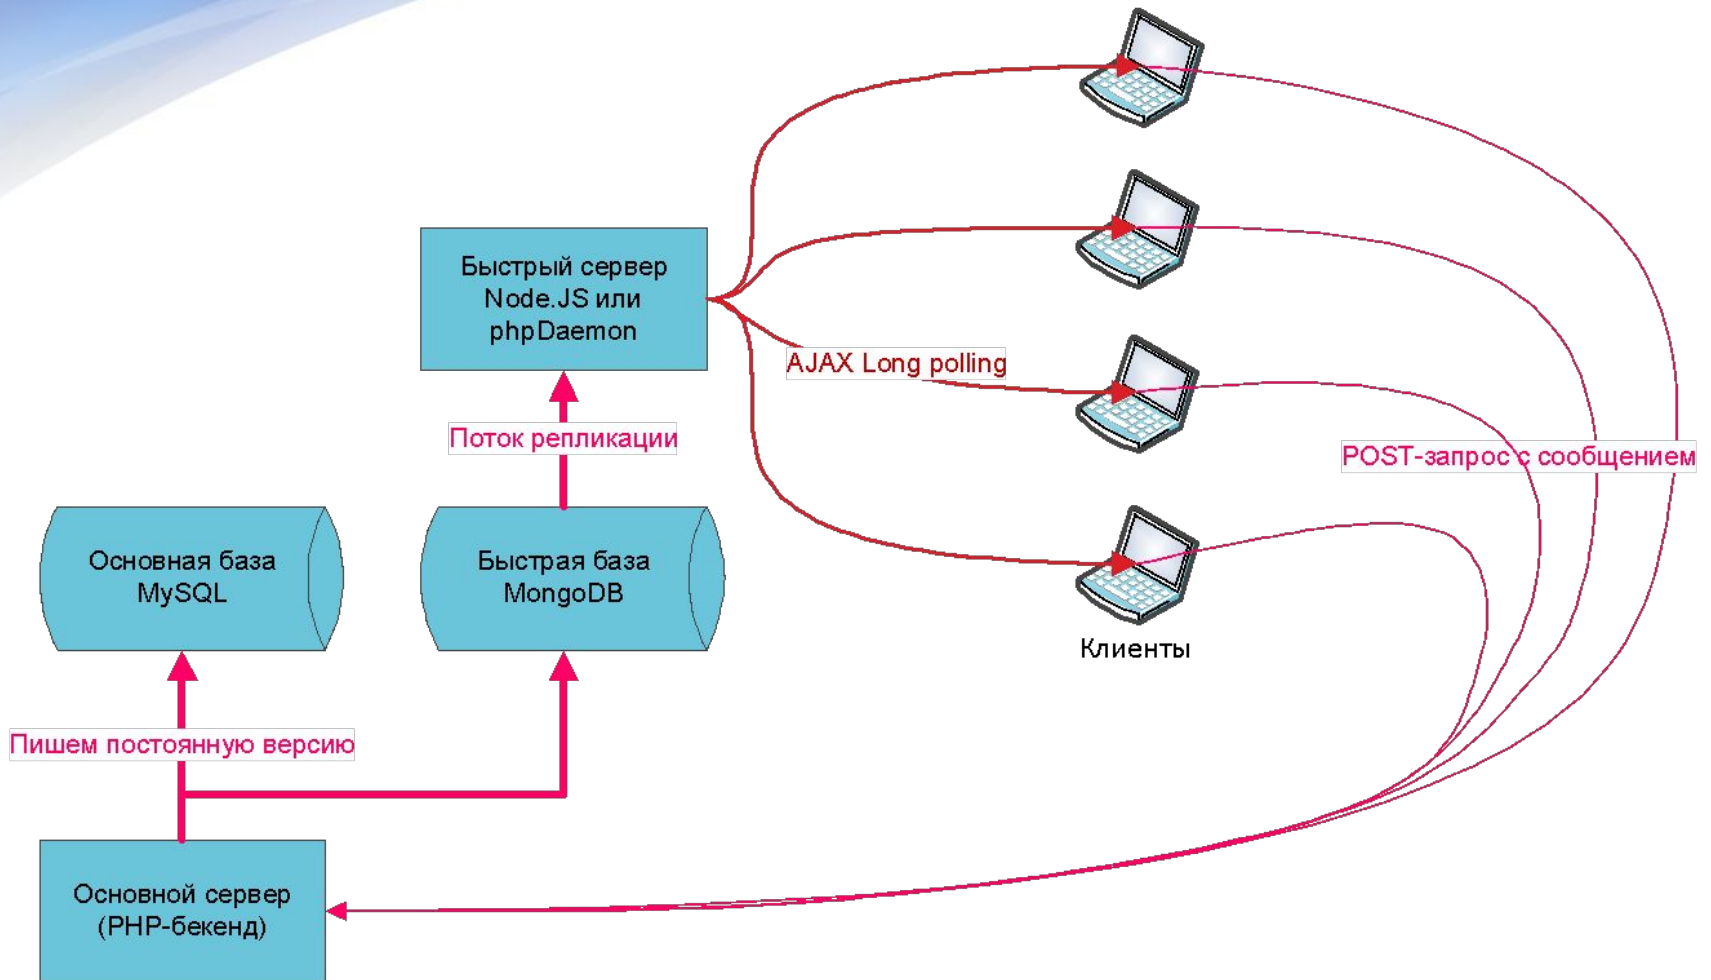 Быстрый сервер
Node.JS или
phpDaemon
AJAX Long polling
Поток репликации
POST-запрос с сообщением
Основная база
MySQL
Быстрая база
MongoDB
Клиенты
Пишем постоянную версию
Основной сервер
(PHP-бекенд)